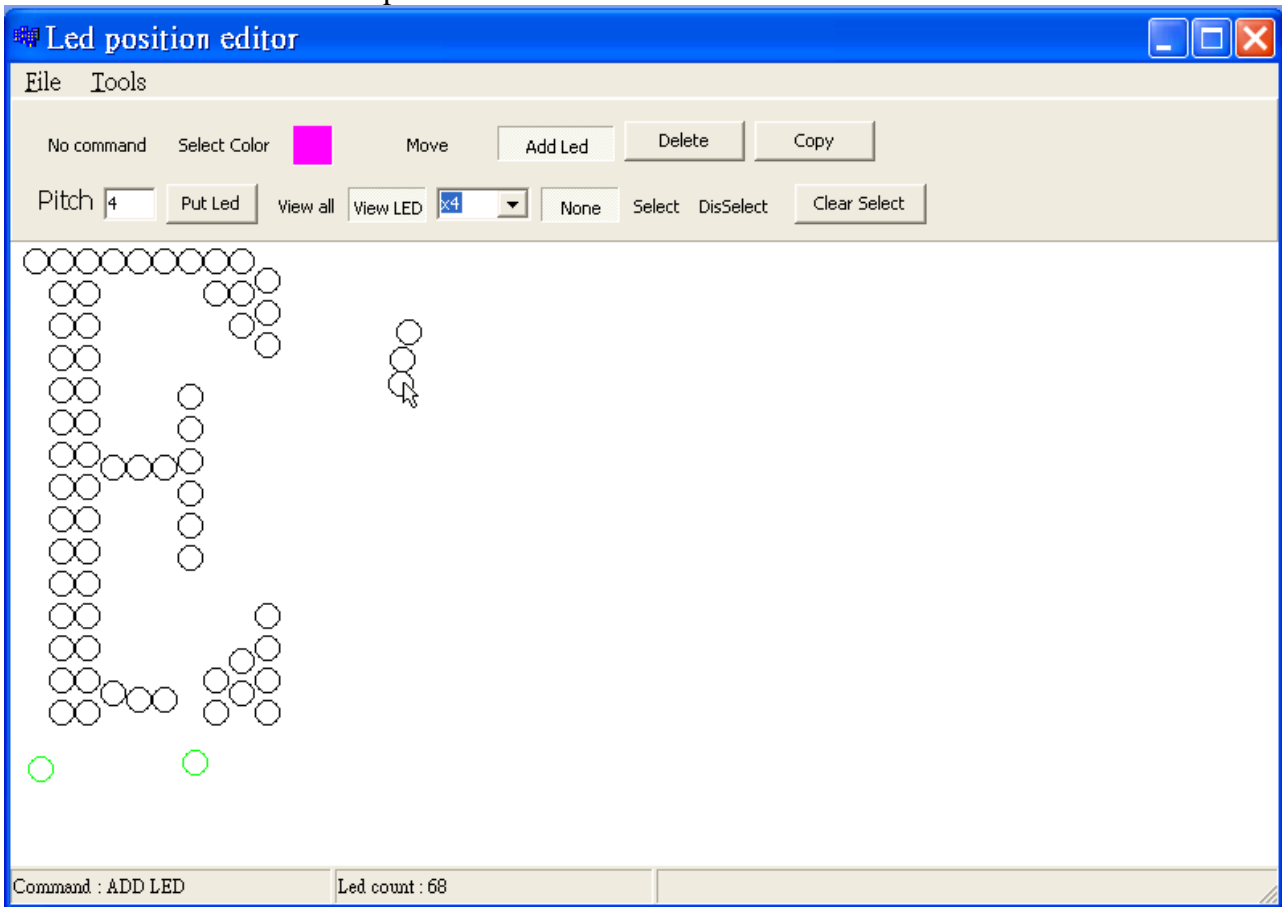 Led position editor
File Tools
No command Select Color Move Add Led Delete Copy
Pitch 4 Put Led View all View LED x4 None Select DisSelect Clear Select
Command : ADD LED Led count : 68